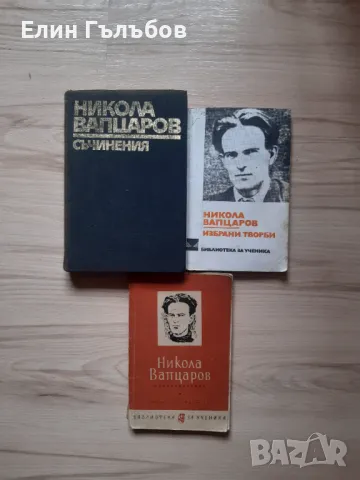 Елин Гълъбов
НИКОЛА
ВАПЦАРОВ
СЪЧИНЕНИЯ
НИКОЛА
ВАПЦАРОВ
ИЗБРАНИ ТВОРБИ
БИБЛИОТЕКА ЗА УЧЕНИКА
Никола
Вапцаров
БИБЛИОТЕКА ЗА УЧЕНИКА
bazar